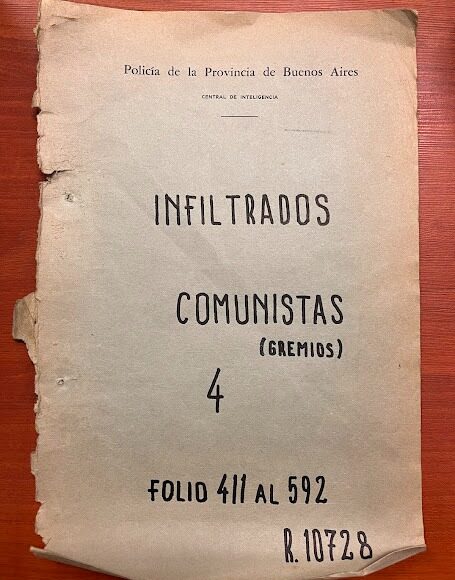 Policía de la Provincia de Buenos Aires
CENTRAL DE INTELIGENCIA
INFILTRADOS
COMUNISTAS
(GREMIOS)
4
FOLIO 411 AL 592
R. 10728